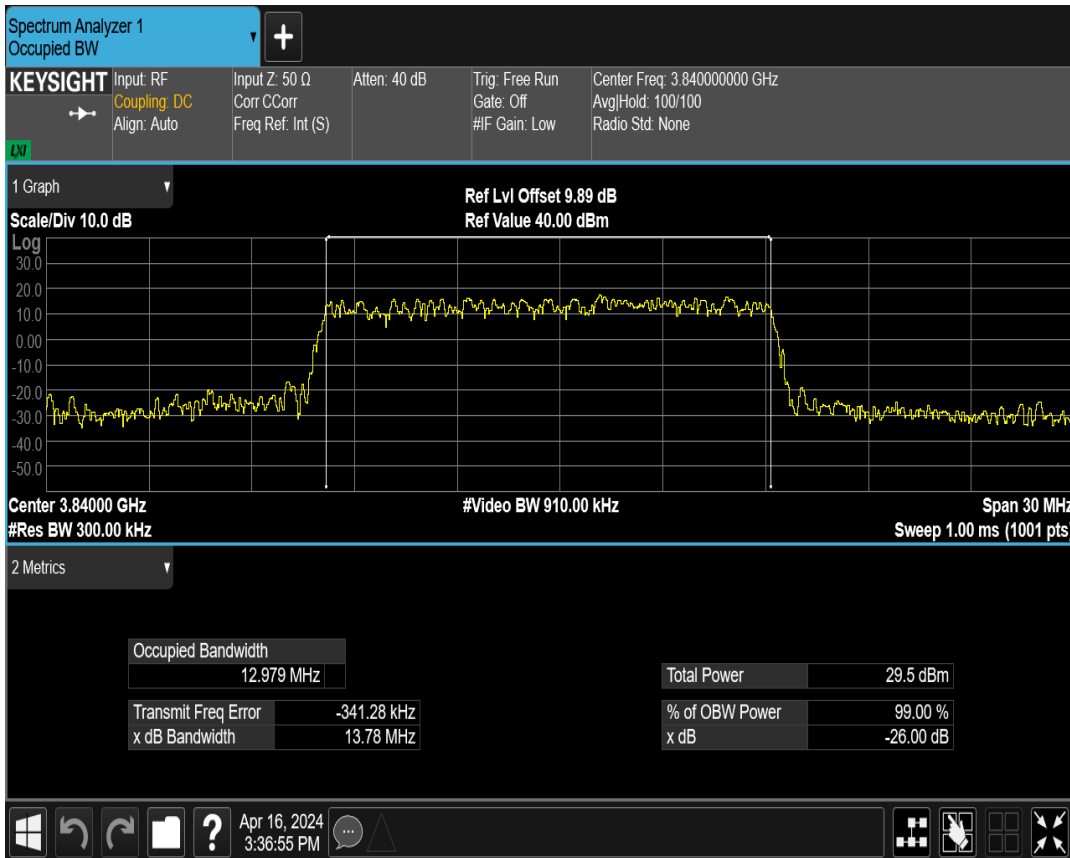 Spectrum Analyzer 1
Occupied BW
+
KEYSIGHT
LXI
Input: RF
Coupling: DC
Align: Auto
Input Z: 50 Ω
Corr CCorr
Freq Ref: Int (S)
Atten: 40 dB
Trig: Free Run
Gate: Off
#IF Gain: Low
Center Freq: 3.840000000 GHz
Avg|Hold: 100/100
Radio Std: None
1 Graph
Scale/Div 10.0 dB
Ref Lvl Offset 9.89 dB
Ref Value 40.00 dBm
Log
30.0
20.0
10.0
0.00
-10.0
-20.0
-30.0
-40.0
-50.0
Center 3.84000 GHz
#Video BW 910.00 kHz
Span 30 MHz
#Res BW 300.00 kHz
Sweep 1.00 ms (1001 pts)
2 Metrics
Occupied Bandwidth
12.979 MHz
Total Power 29.5 dBm
Transmit Freq Error -341.28 kHz
% of OBW Power 99.00 %
x dB Bandwidth 13.78 MHz
x dB -26.00 dB
?
Apr 16, 2024
3:36:55 PM